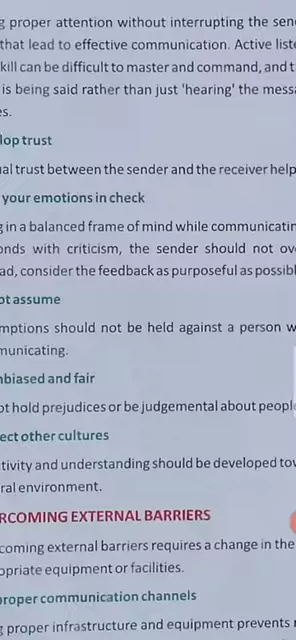 g proper attention without interrupting the sen
that lead to effective communication. Active liste
kill can be difficult to master and command, and t
is being said rather than just 'hearing' the messa
es.
lop trust
ual trust between the sender and the receiver help
your emotions in check
g in a balanced frame of mind while communicatin
onds with criticism, the sender should not ov
ad, consider the feedback as purposeful as possibl
ot assume
mptions should not be held against a person w
municating.
nbiased and fair
ot hold prejudices or be judgemental about people
ect other cultures
tivity and understanding should be developed tow
ral environment.
RCOMING EXTERNAL BARRIERS
coming external barriers requires a change in the
opriate equipment or facilities.
proper communication channels
g proper infrastructure and equipment prevents